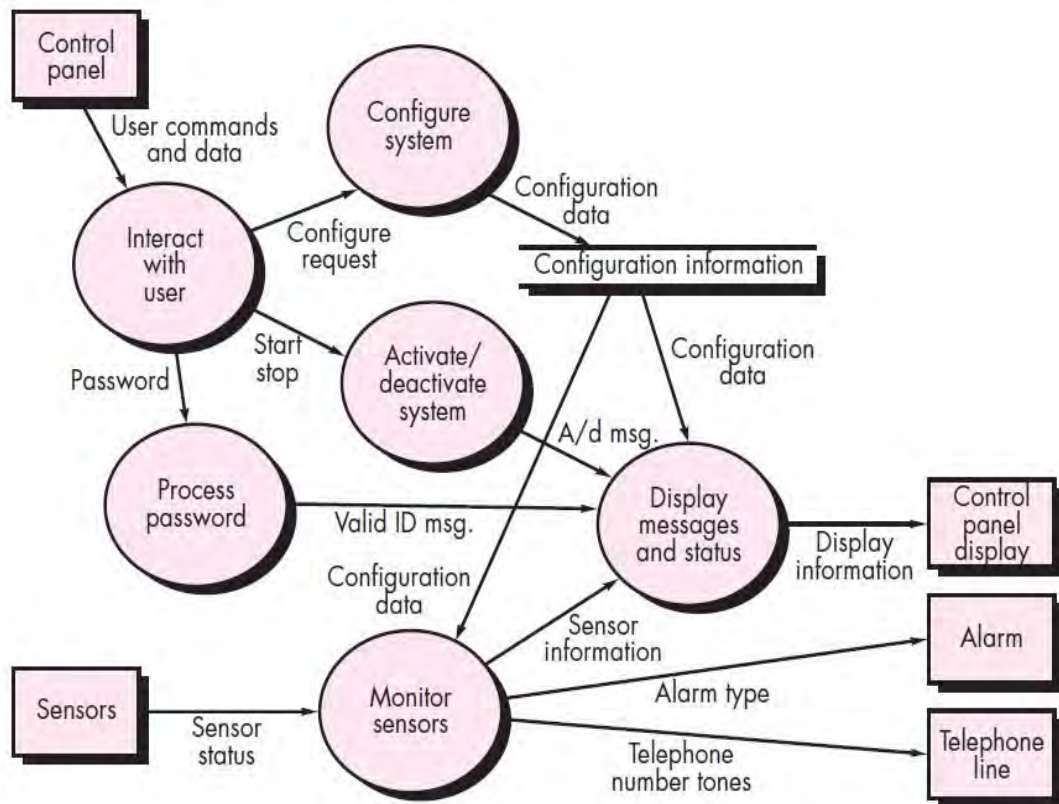 Control
panel
User commands
and data
Configure
system
Configuration
data
Interact
with
user
Configure
request
Configuration information
Start
stop
Activate/
deactivate
system
Configuration
data
Password
A/d msg.
Process
password
Valid ID msg.
Display
messages
and status
Control
panel
display
Display
information
Configuration
data
Sensor
information
Alarm
Sensors
Sensor
status
Monitor
sensors
Alarm type
Telephone
number tones
Telephone
line